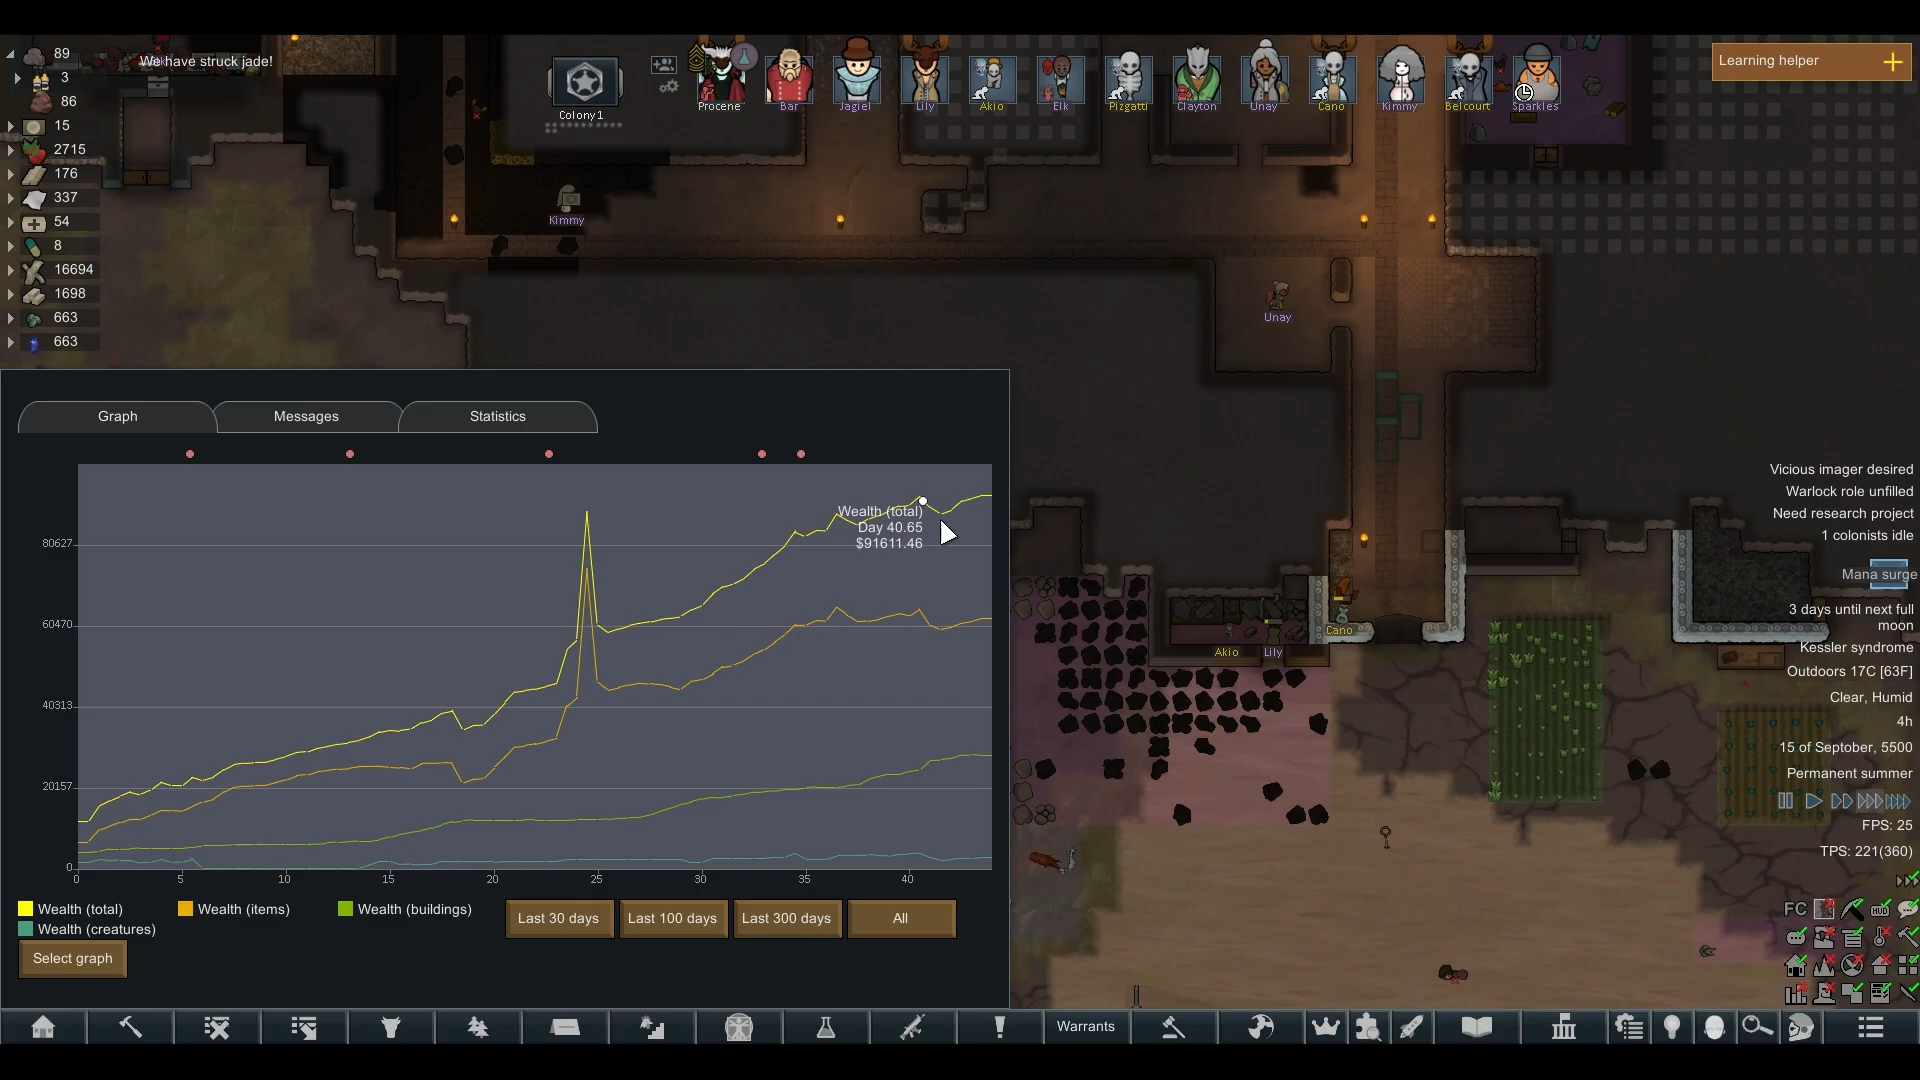 89
3
86
15
2715
176
337
54
8
16694
1698
663
663
We have struck jade!
Colony1
Procene
Bar
Jagiel
Lily
Akio
Elk
Pizgatti
Clayton
Unay
Cano
Kimmy
Belcourt
Sparkles
Learning helper
Kimmy
Unay
Cano
Akio
Lily
Graph
Messages
Statistics
80627
60470
40313
20157
0
0
5
10
15
20
25
30
35
40
Wealth (total)
Day 40.65
$91611.46
Wealth (total)
Wealth (items)
Wealth (buildings)
Wealth (creatures)
Last 30 days
Last 100 days
Last 300 days
All
Select graph
Vicious imager desired
Warlock role unfilled
Need research project
1 colonists idle
Mana surge
3 days until next full
moon
Kessler syndrome
Outdoors 17C [63F]
Clear, Humid
4h
15 of Septober, 5500
Permanent summer
FPS: 25
TPS: 221(360)
FC
HUD
Warrants